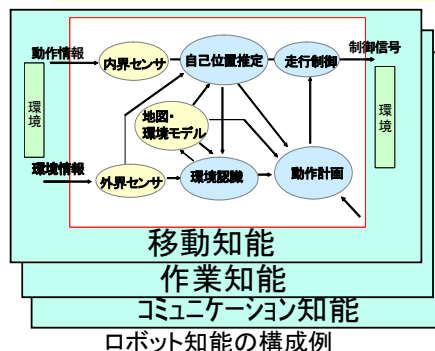 動作情報
内界センサ
自己位置推定
走行制御
制御信号
環境
地図・
環境モデル
環境
環境情報
外界センサ
環境認識
動作計画
移動知能
作業知能
コミュニケーション知能
ロボット知能の構成例